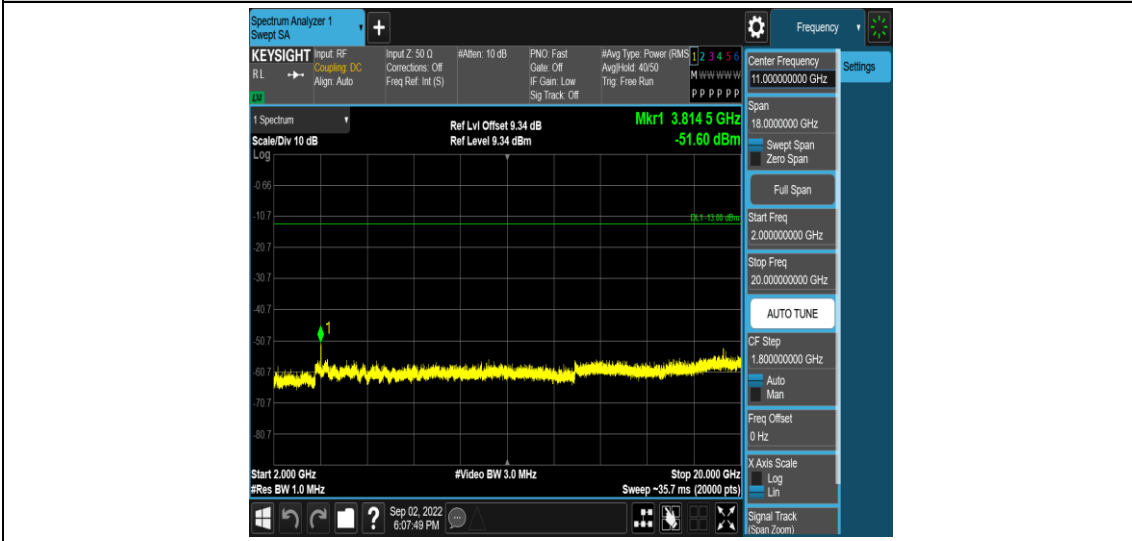 Spectrum Analyzer 1
Swept SA
+
Frequency
KEYSIGHT
RL
LXI
Input: RF
Coupling: DC
Align: Auto
Input Z: 50 Ω
Corrections: Off
Freq Ref: Int (S)
#Atten: 10 dB
PNO: Fast
Gate: Off
IF Gain: Low
Sig Track: Off
#Avg Type: Power (RMS
Avg|Hold: 40/50
Trig: Free Run
1 2 3 4 5 6
M W W W W W
P P P P P P
1 Spectrum
Scale/Div 10 dB
Log
Ref Lvl Offset 9.34 dB
Ref Level 9.34 dBm
Mkr1 3.814 5 GHz
-51.60 dBm
-0.66
-10.7
DL1 -13.00 dBm
-20.7
-30.7
-40.7
1
-50.7
-60.7
-70.7
-80.7
Start 2.000 GHz
#Res BW 1.0 MHz
#Video BW 3.0 MHz
Stop 20.000 GHz
Sweep ~35.7 ms (20000 pts)
?
Sep 02, 2022
6:07:49 PM
Center Frequency
11.000000000 GHz
Settings
Span
18.0000000 GHz
Swept Span
Zero Span
Full Span
Start Freq
2.000000000 GHz
Stop Freq
20.000000000 GHz
AUTO TUNE
CF Step
1.800000000 GHz
Auto
Man
Freq Offset
0 Hz
X Axis Scale
Log
Lin
Signal Track
(Span Zoom)